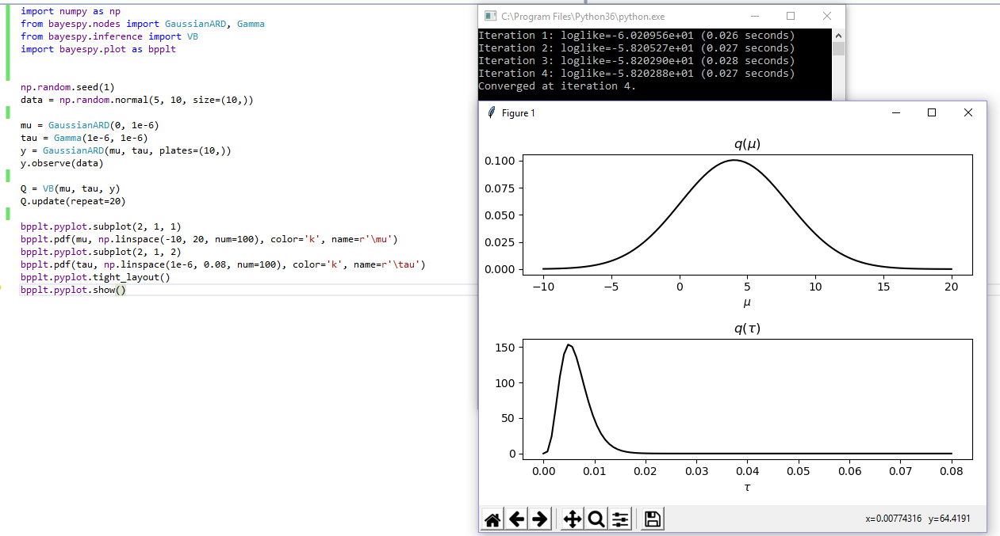 import numpy as np
from bayespy.nodes import GaussianARD, Gamma
from bayespy.inference import VB
import bayespy.plot as bpplt
np.random.seed(1)
data = np.random.normal(5, 10, size=(10,))
mu = GaussianARD(0, 1e-6)
tau = Gamma(1e-6, 1e-6)
y = GaussianARD(mu, tau, plates=(10,))
y.observe(data)
Q = VB(mu, tau, y)
Q.update(repeat=20)
bpplt.pyplot.subplot(2, 1, 1)
bpplt.pdf(mu, np.linspace(-10, 20, num=100), color='k', name=r'\mu')
bpplt.pyplot.subplot(2, 1, 2)
bpplt.pdf(tau, np.linspace(1e-6, 0.08, num=100), color='k', name=r'\tau')
bpplt.pyplot.tight_layout()
bpplt.pyplot.show()
C:\Program Files\Python36\python.exe
Iteration 1: loglike=-6.020956e+01 (0.026 seconds)
Iteration 2: loglike=-5.820527e+01 (0.027 seconds)
Iteration 3: loglike=-5.820290e+01 (0.028 seconds)
Iteration 4: loglike=-5.820288e+01 (0.027 seconds)
Converged at iteration 4.
Figure 1
q(μ)
0.100
0.075
0.050
0.025
0.000
−10 −5 0 5 10 15 20
μ
q(τ)
150
100
50
0
0.00 0.01 0.02 0.03 0.04 0.05 0.06 0.07 0.08
τ
x=0.00774316 y=64.4191